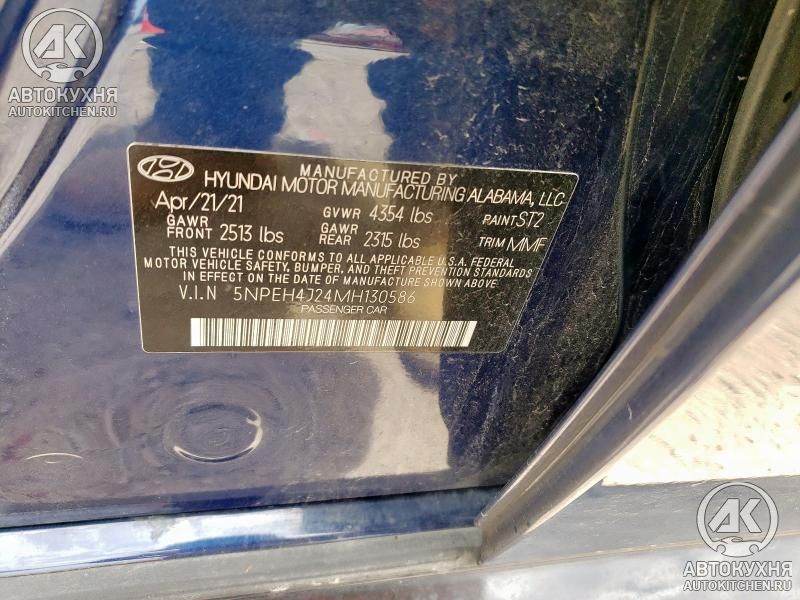 AK
АВТОКУХНЯ
AUTOKITCHEN.RU
MANUFACTURED BY
HYUNDAI MOTOR MANUFACTURING ALABAMA, LLC
Apr/21/21 GVWR 4354 lbs PAINT ST2
GAWR FRONT 2513 lbs GAWR REAR 2315 lbs TRIM MMF
THIS VEHICLE CONFORMS TO ALL APPLICABLE U.S.A. FEDERAL
MOTOR VEHICLE SAFETY, BUMPER, AND THEFT PREVENTION STANDARDS
IN EFFECT ON THE DATE OF MANUFACTURE SHOWN ABOVE.
V.I.N 5NPEH4J24MH130586
PASSENGER CAR
AK
АВТОКУХНЯ
AUTOKITCHEN.RU